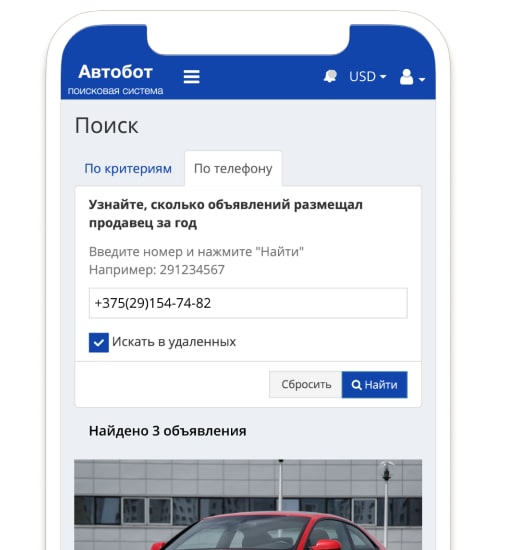 Автобот
поисковая система
USD
Поиск
По критериям
По телефону
Узнайте, сколько объявлений размещал
продавец за год
Введите номер и нажмите "Найти"
Например: 291234567
+375(29)154-74-82
Искать в удаленных
Сбросить
Найти
Найдено 3 объявления